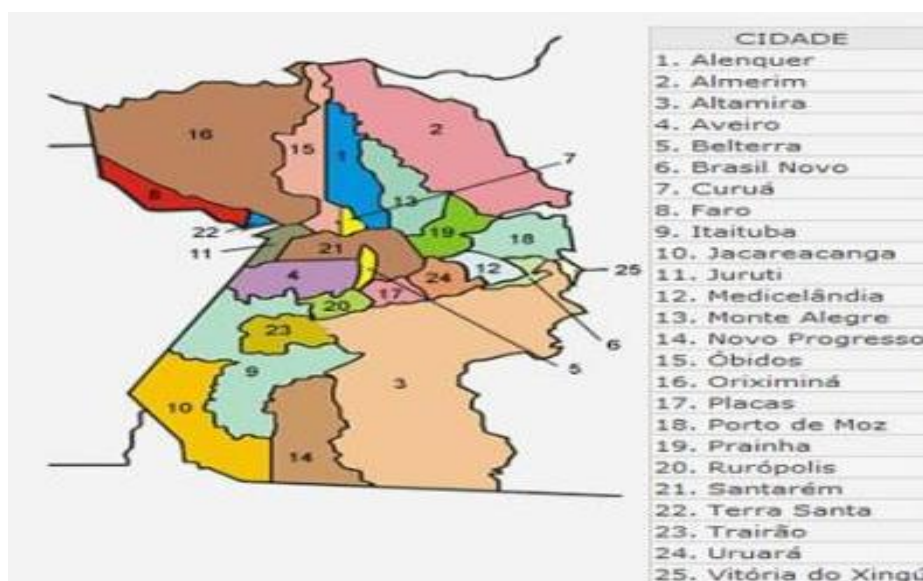 CIDADE
1. Alenquer
2. Almerim
3. Altamira
4. Aveiro
5. Belterra
6. Brasil Novo
7. Curuá
8. Faro
9. Itaituba
10. Jacareacanga
11. Juruti
12. Medicelândia
13. Monte Alegre
14. Novo Progresso
15. Óbidos
16. Oriximiná
17. Placas
18. Porto de Moz
19. Prainha
20. Rurópolis
21. Santarém
22. Terra Santa
23. Trairão
24. Uruará
25. Vitória do Xingú
16
2
15
1
7
8
13
22
19
18
11
21
25
12
4
24
17
20
6
23
5
9
3
10
14